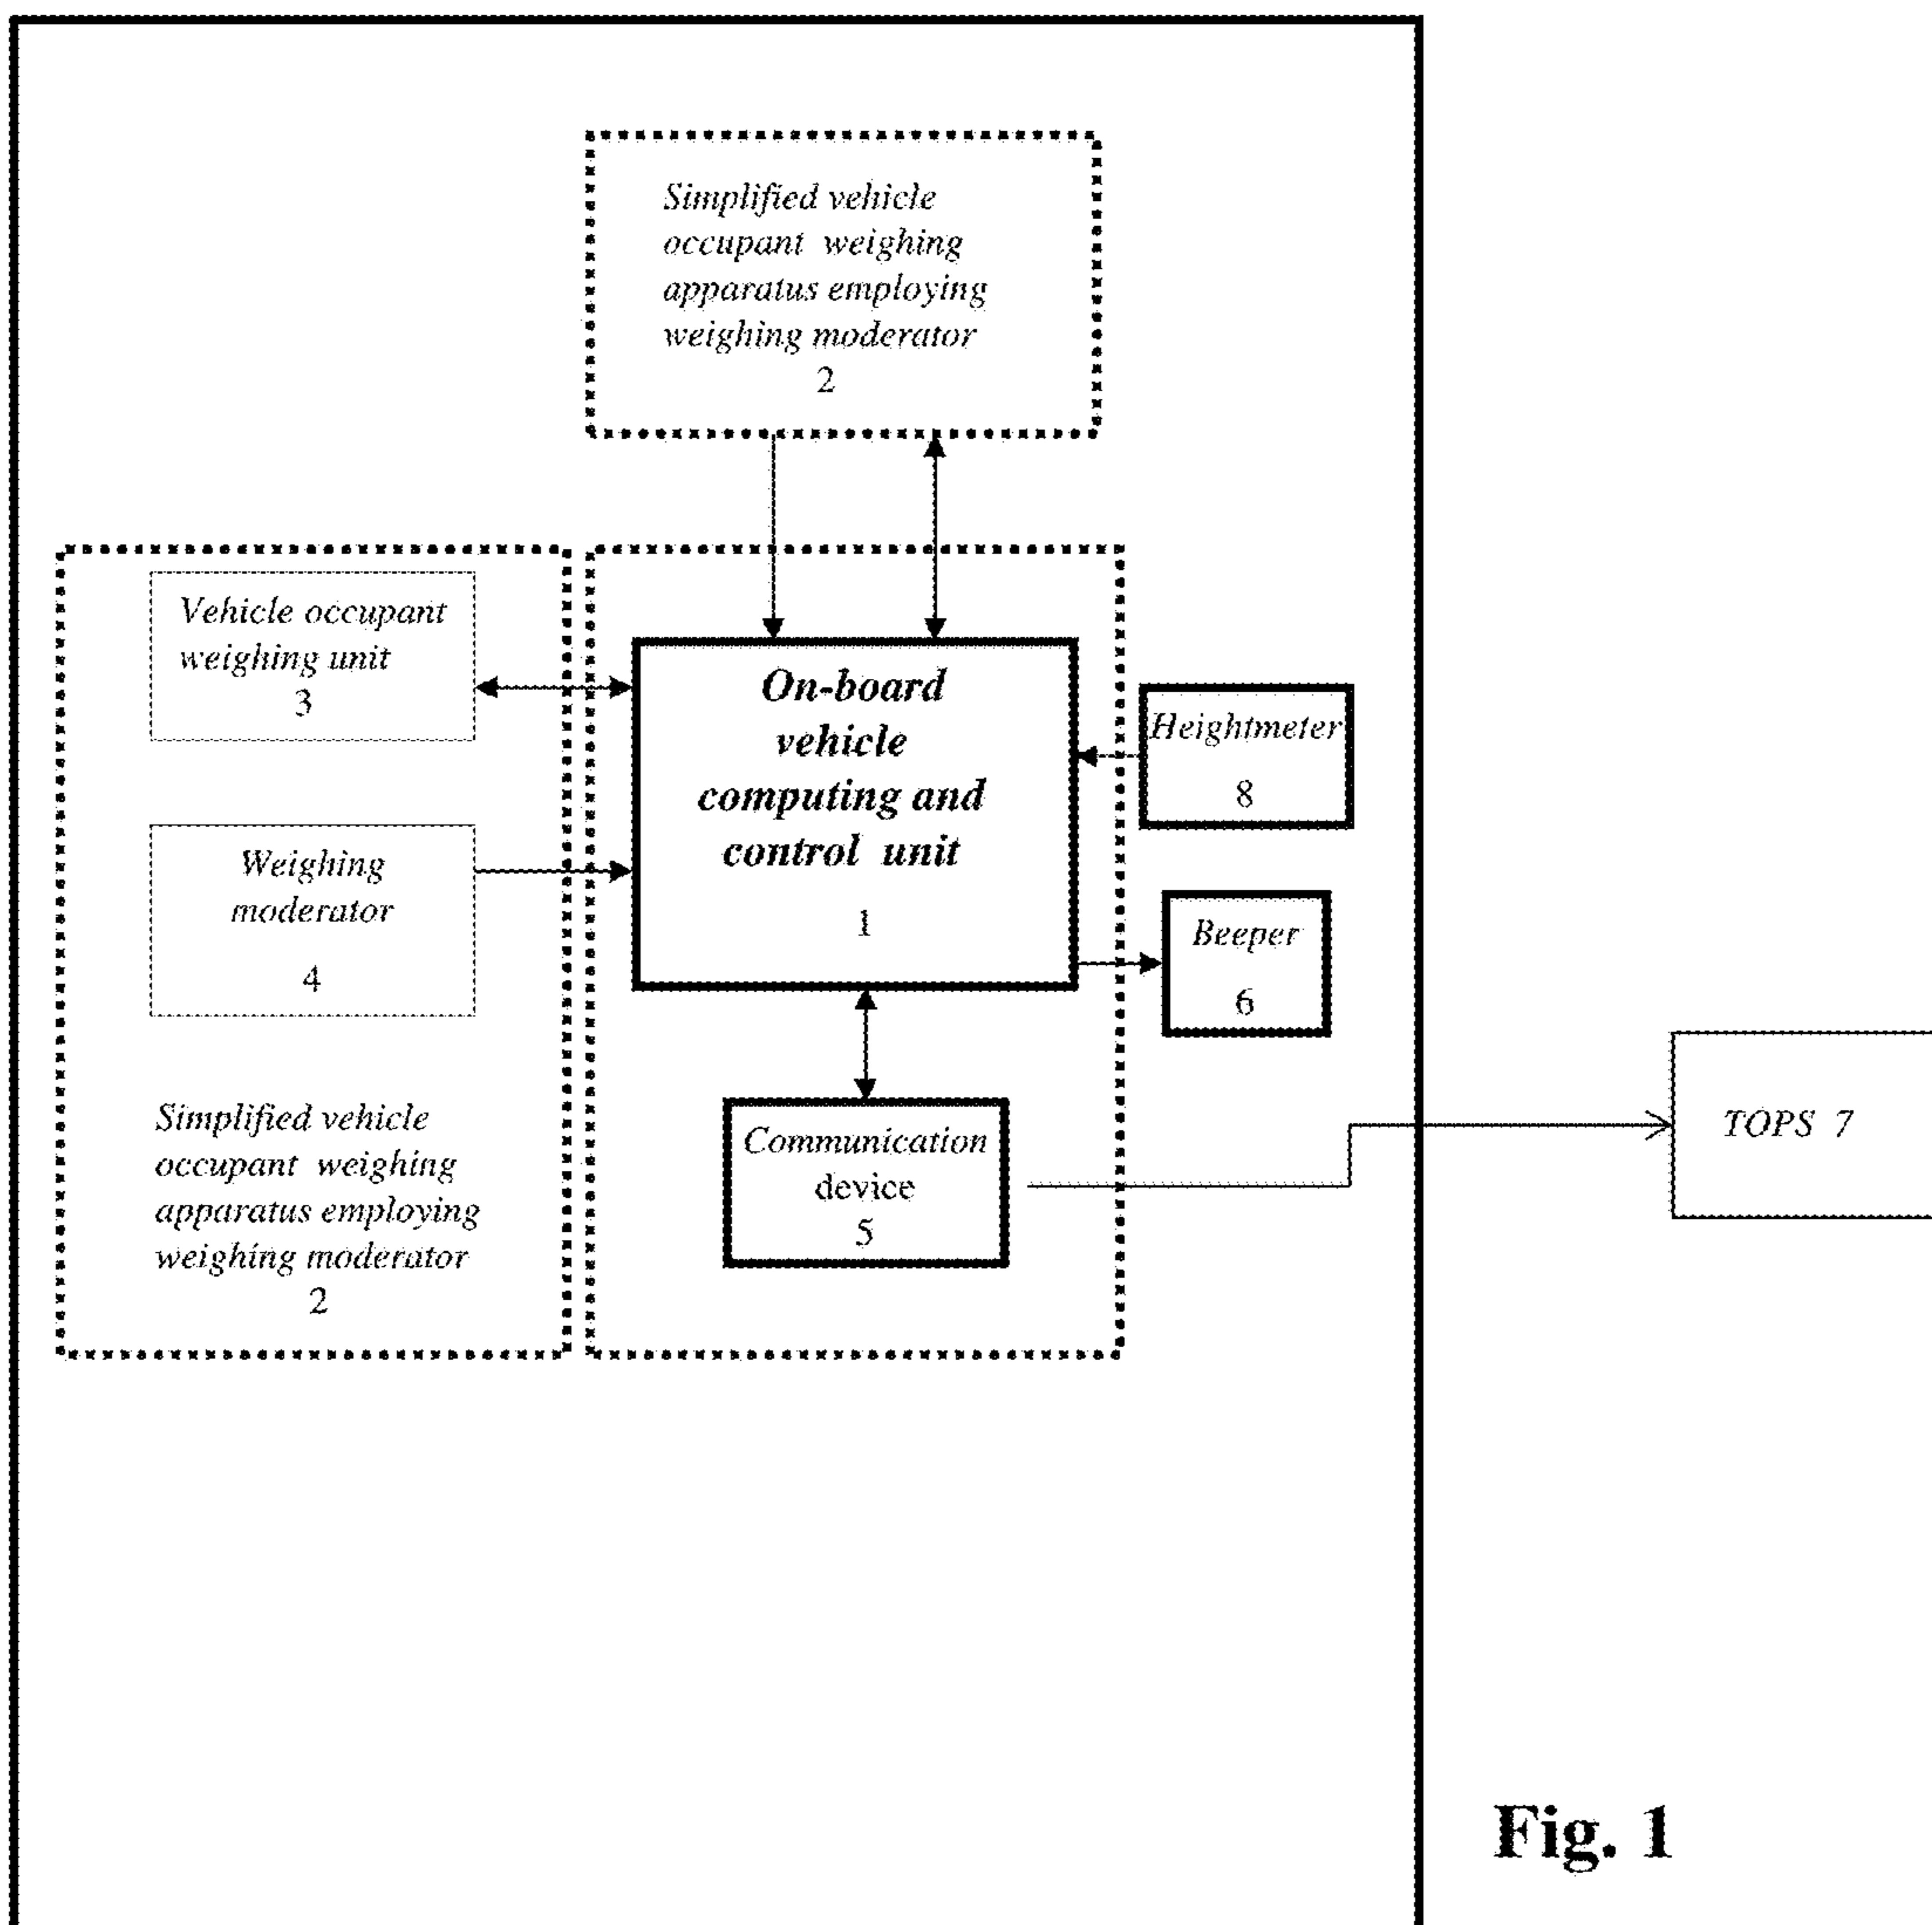 Simplified vehicle
occupant weighing
apparatus employing
weighing moderator
2
Vehicle occupant
weighing unit
3
Weighing
moderator
4
Simplified vehicle
occupant weighing
apparatus employing
weighing moderator
2
On-board
vehicle
computing and
control unit
1
Heightmeter
8
Beeper
6
Communication
device
5
TOPS 7
Fig. 1